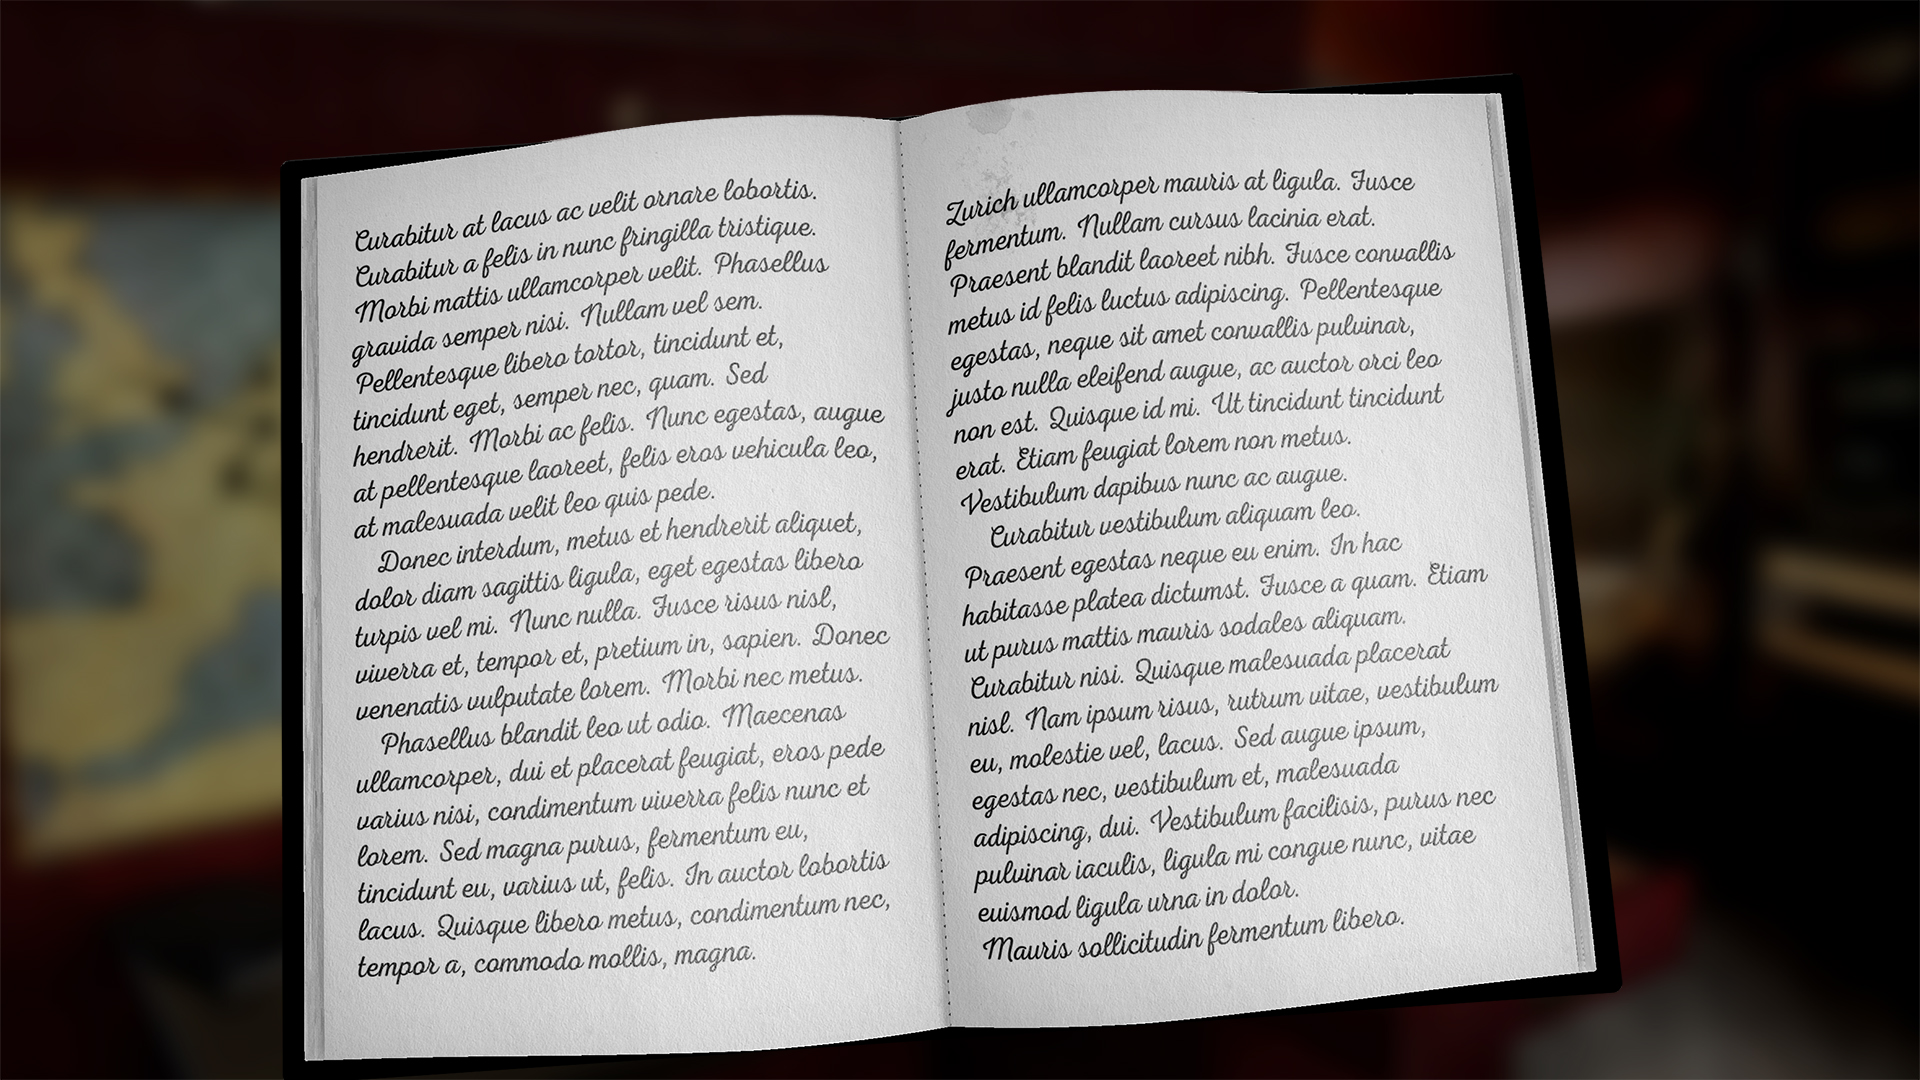 Curabitur at lacus ac velit ornare lobortis.
Curabitur a felis in nunc fringilla tristique.
Morbi mattis ullamcorper velit. Phasellus
gravida semper nisi. Nullam vel sem.
Pellentesque libero tortor, tincidunt et,
tincidunt eget, semper nec, quam. Sed
hendrerit. Morbi ac felis. Nunc egestas, augue
at pellentesque laoreet, felis eros vehicula leo,
at malesuada velit leo quis pede.
Donec interdum, metus et hendrerit aliquet,
dolor diam sagittis ligula, eget egestas libero
turpis vel mi. Nunc nulla. Fusce risus nisl,
viverra et, tempor et, pretium in, sapien. Donec
venenatis vulputate lorem. Morbi nec metus.
Phasellus blandit leo ut odio. Maecenas
ullamcorper, dui et placerat feugiat, eros pede
varius nisi, condimentum viverra felis nunc et
lorem. Sed magna purus, fermentum eu,
tincidunt eu, varius ut, felis. In auctor lobortis
lacus. Quisque libero metus, condimentum nec,
tempor a, commodo mollis, magna.
Zurich ullamcorper mauris at ligula. Fusce
fermentum. Nullam cursus lacinia erat.
Praesent blandit laoreet nibh. Fusce convallis
metus id felis luctus adipiscing. Pellentesque
egestas, neque sit amet convallis pulvinar,
justo nulla eleifend augue, ac auctor orci leo
non est. Quisque id mi. Ut tincidunt tincidunt
erat. Etiam feugiat lorem non metus.
Vestibulum dapibus nunc ac augue.
Curabitur vestibulum aliquam leo.
Praesent egestas neque eu enim. In hac
habitasse platea dictumst. Fusce a quam. Etiam
ut purus mattis mauris sodales aliquam.
Curabitur nisi. Quisque malesuada placerat
nisl. Nam ipsum risus, rutrum vitae, vestibulum
eu, molestie vel, lacus. Sed augue ipsum,
egestas nec, vestibulum et, malesuada
adipiscing, dui. Vestibulum facilisis, purus nec
pulvinar iaculis, ligula mi congue nunc, vitae
euismod ligula urna in dolor.
Mauris sollicitudin fermentum libero.